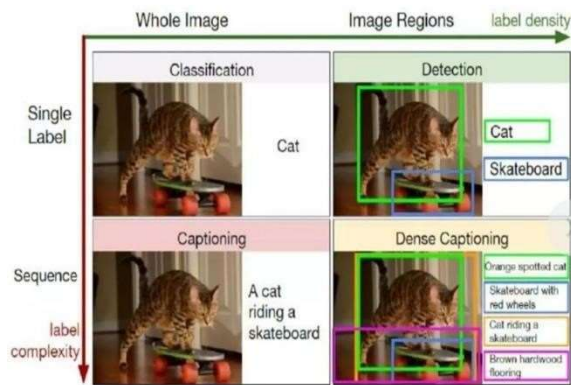 Whole Image
Image Regions
label density
Single
Label
Classification
Cat
Detection
Cat
Skateboard
Sequence
label
complexity
Captioning
A cat
riding a
skateboard
Dense Captioning
Orange spotted cat
Skateboard with
red wheels
Cat riding a
skateboard
Brown hardwood
flooring